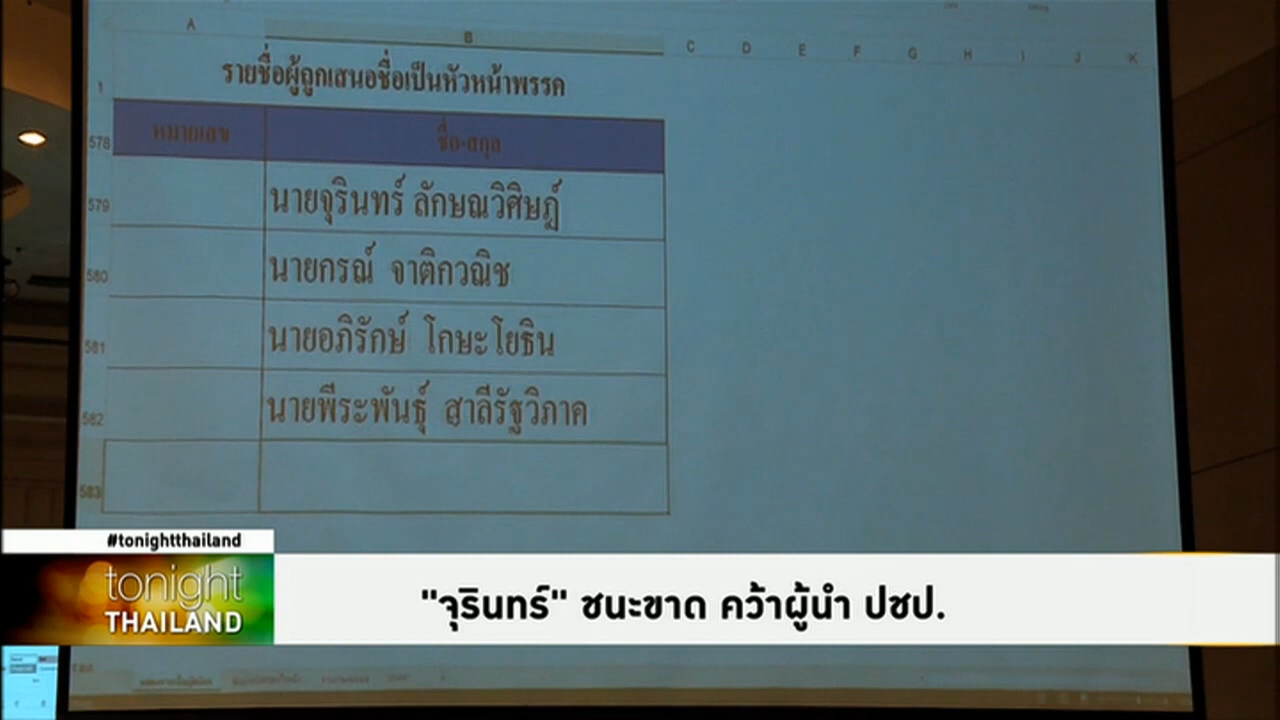 A B C D E F G H I J K
1 รายชื่อผู้ถูกเสนอชื่อเป็นหัวหน้าพรรค
578 หมายเลข ชื่อ-สกุล
579 นายจุรินทร์ ลักษณวิศิษฎ์
580 นายกรณ์ จาติกวณิช
581 นายอภิรักษ์ โกษะโยธิน
582 นายพีระพันธุ์ สาลีรัฐวิภาค
583
#tonightthailand
tonight
THAILAND
"จุรินทร์" ชนะขาด คว้าผู้นำ ปชป.